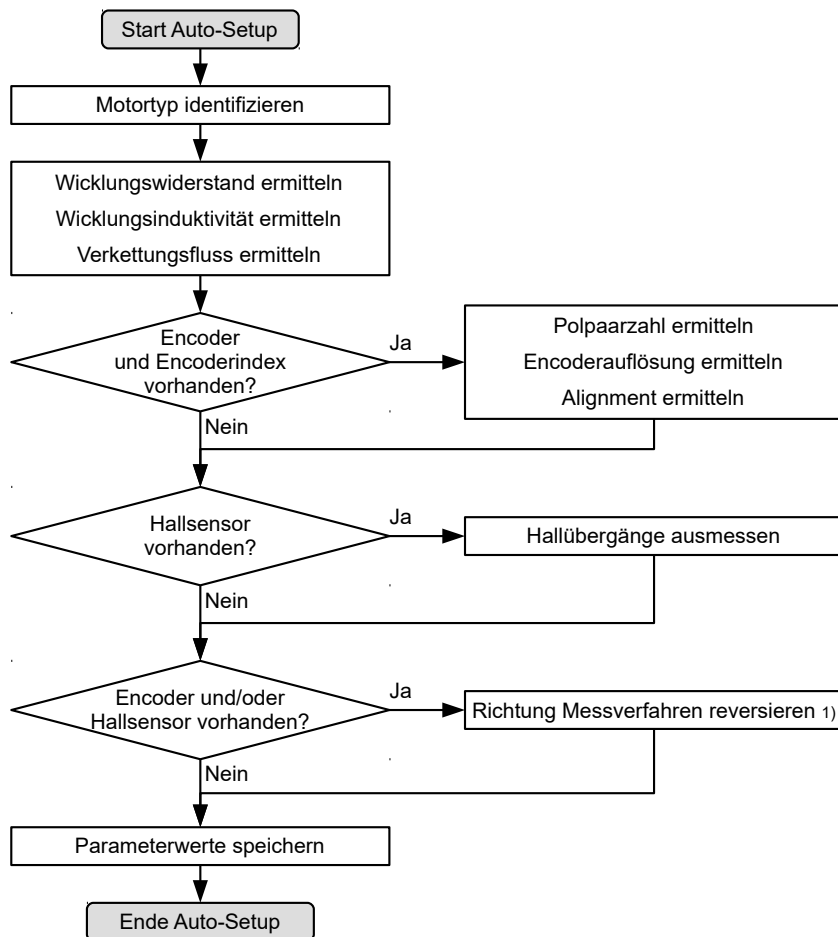 Start Auto-Setup
Motortyp identifizieren
Wicklungswiderstand ermitteln
Wicklungsinduktivität ermitteln
Verkettungsfluss ermitteln
Encoder
und Encoderindex
vorhanden?
Ja
Polpaarzahl ermitteln
Encoderauflösung ermitteln
Alignment ermitteln
Nein
Hallsensor
vorhanden?
Ja
Hallübergänge ausmessen
Nein
Encoder und/oder
Hallsensor vorhanden?
Ja
Richtung Messverfahren reversieren 1)
Nein
Parameterwerte speichern
Ende Auto-Setup